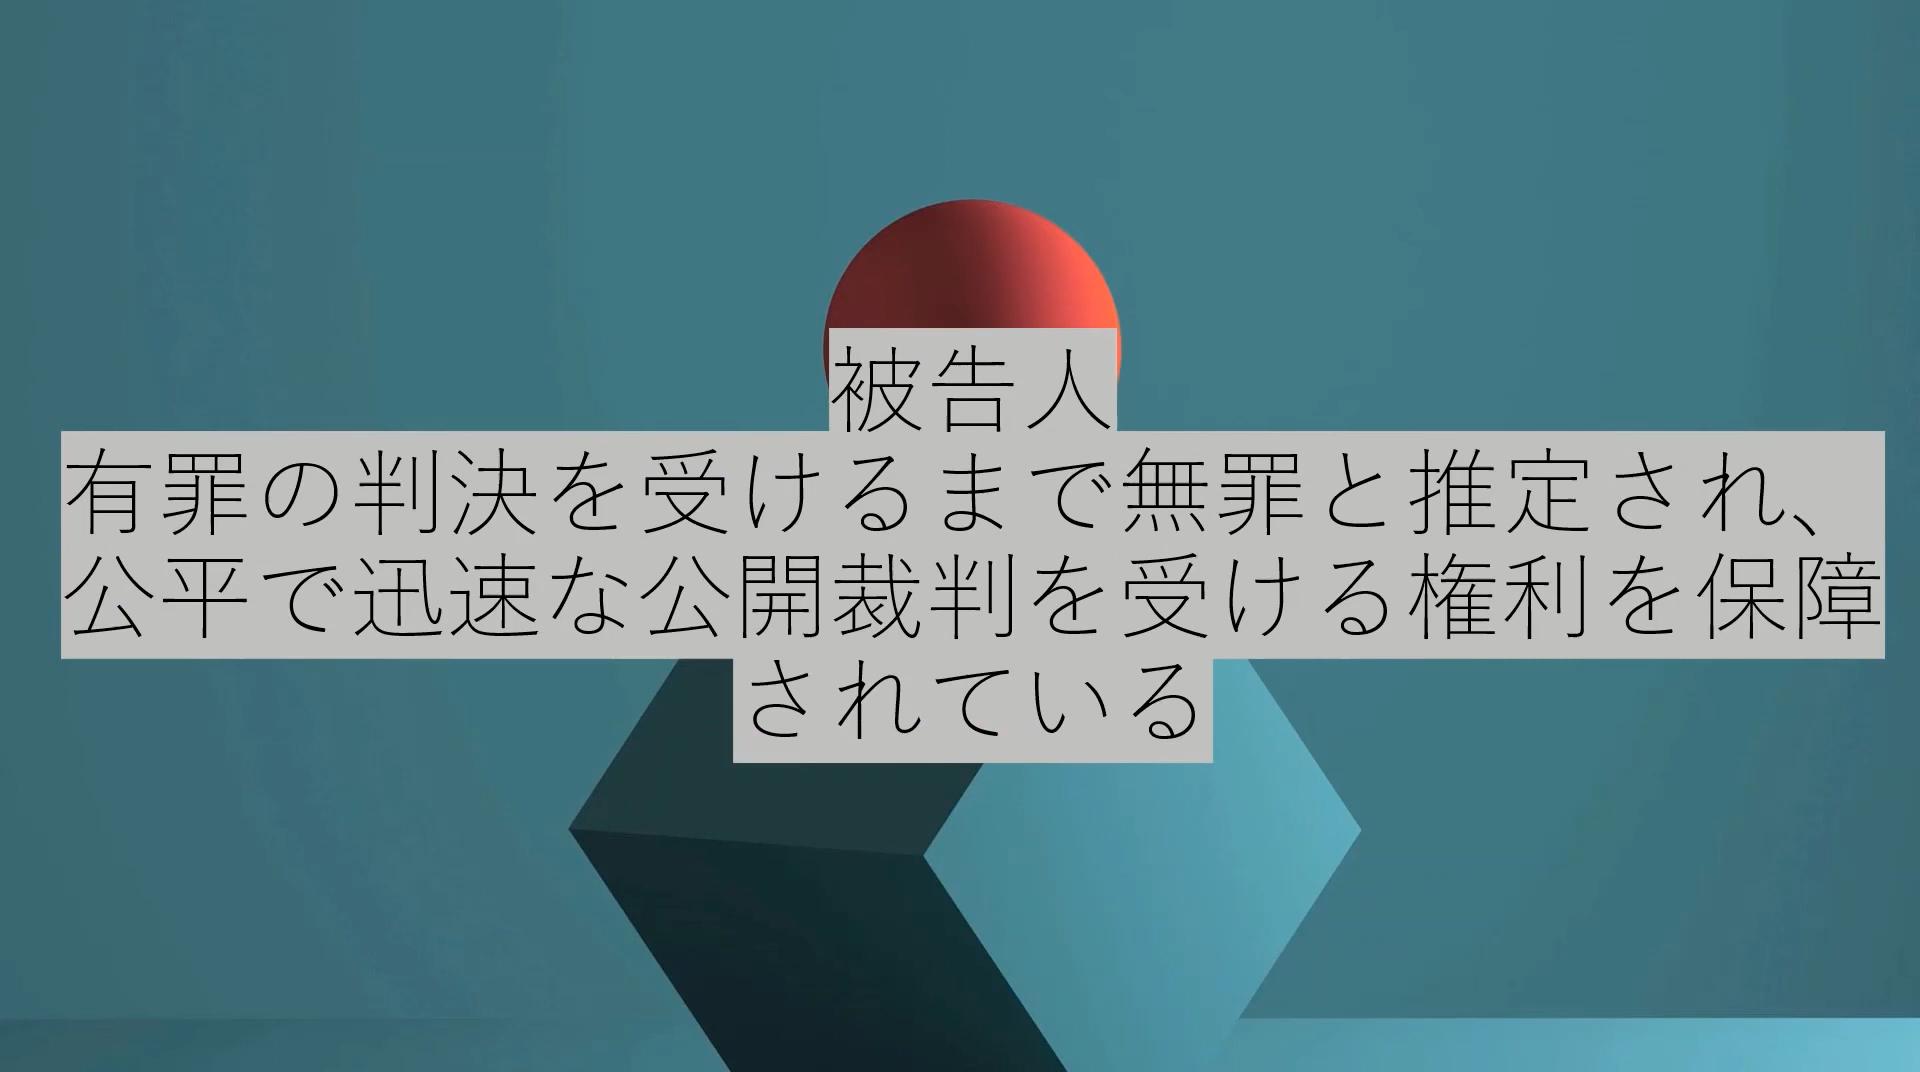 被告人
有罪の判決を受けるまで無罪と推定され、
公平で迅速な公開裁判を受ける権利を保障
されている